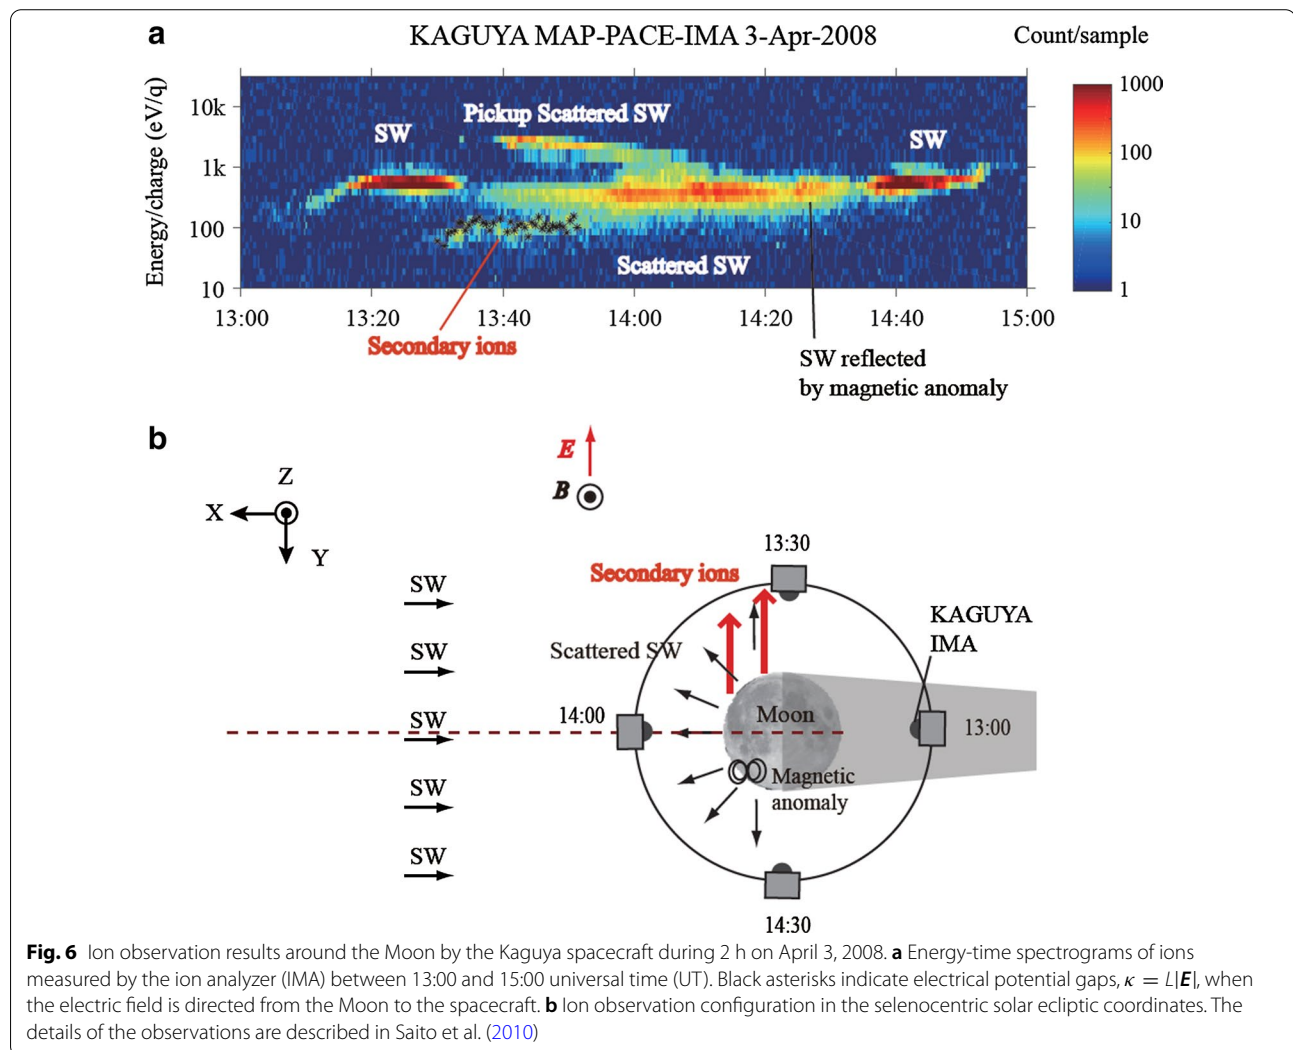 a
KAGUYA MAP-PACE-IMA 3-Apr-2008
Count/sample
Energy/charge (eV/q)
10k
1k
100
10
SW
Pickup Scattered SW
SW
Scattered SW
1000
100
10
1
13:00 13:20 13:40 14:00 14:20 14:40 15:00
Secondary ions
SW reflected
by magnetic anomaly
b
E
B
Z
X
Y
13:30
Secondary ions
SW
KAGUYA
IMA
SW
Scattered SW
SW
14:00
Moon
13:00
Magnetic
anomaly
SW
SW
14:30
Fig. 6 Ion observation results around the Moon by the Kaguya spacecraft during 2 h on April 3, 2008. a Energy-time spectrograms of ions
measured by the ion analyzer (IMA) between 13:00 and 15:00 universal time (UT). Black asterisks indicate electrical potential gaps, κ = L|E|, when
the electric field is directed from the Moon to the spacecraft. b Ion observation configuration in the selenocentric solar ecliptic coordinates. The
details of the observations are described in Saito et al. (2010)